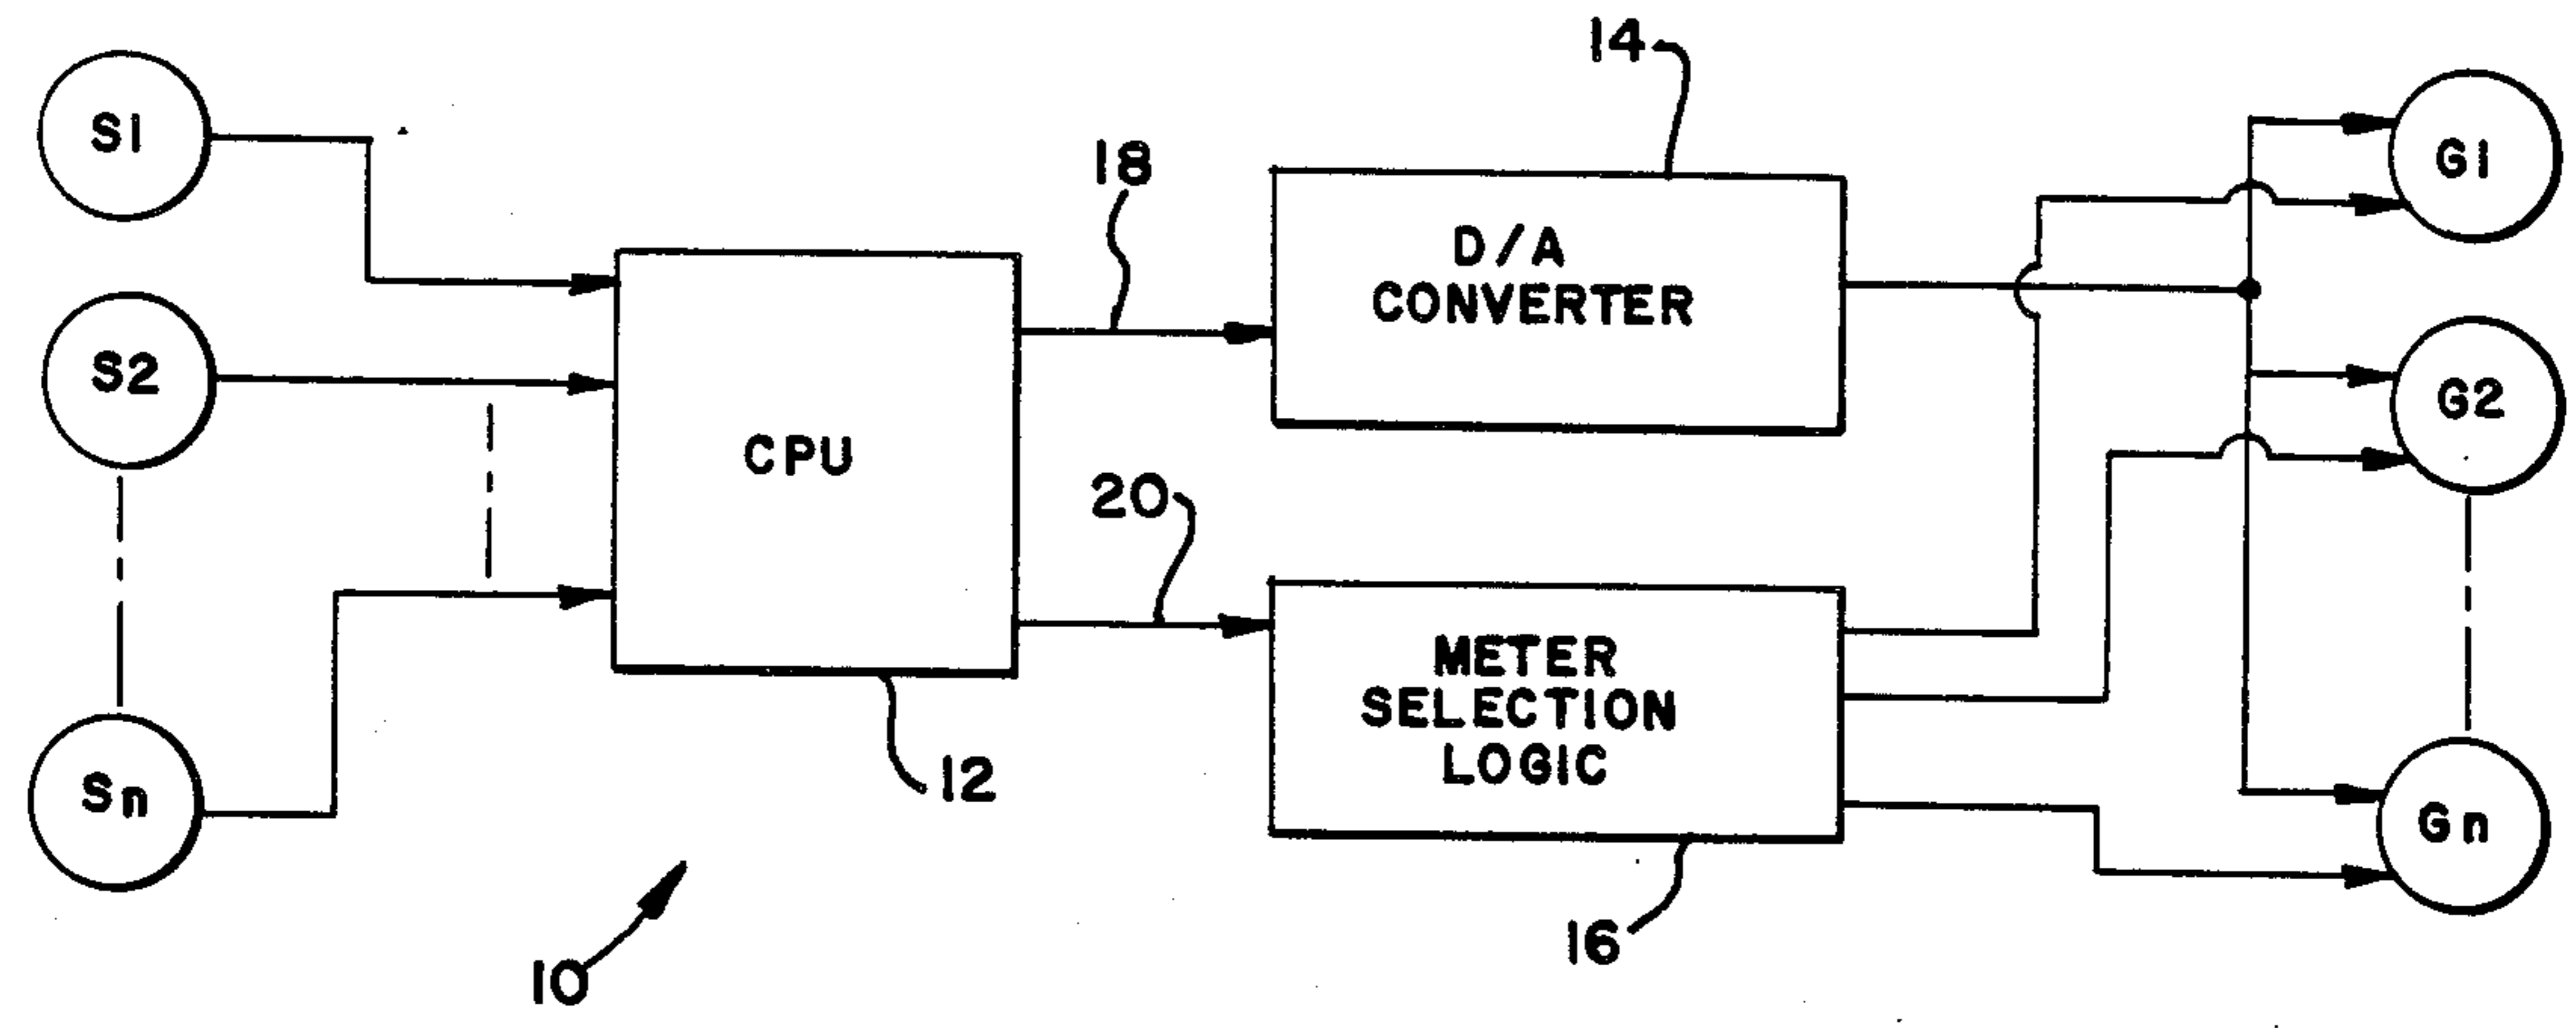 14
S1
18
G1
D/A
CONVERTER
S2
G2
CPU
20
METER
SELECTION
LOGIC
Sn
12
Gn
16
10